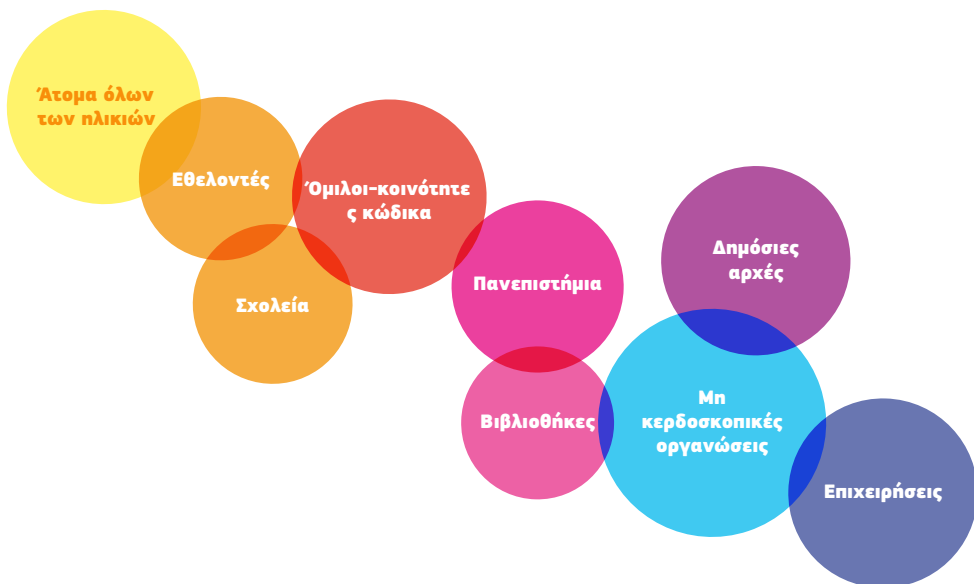 Άτομα όλων
των ηλικιών
Εθελοντές
Όμιλοι-κοινότητε
ς κώδικα
Σχολεία
Πανεπιστήμια
Δημόσιες
αρχές
Βιβλιοθήκες
Μη
κερδοσκοπικές
οργανώσεις
Επιχειρήσεις